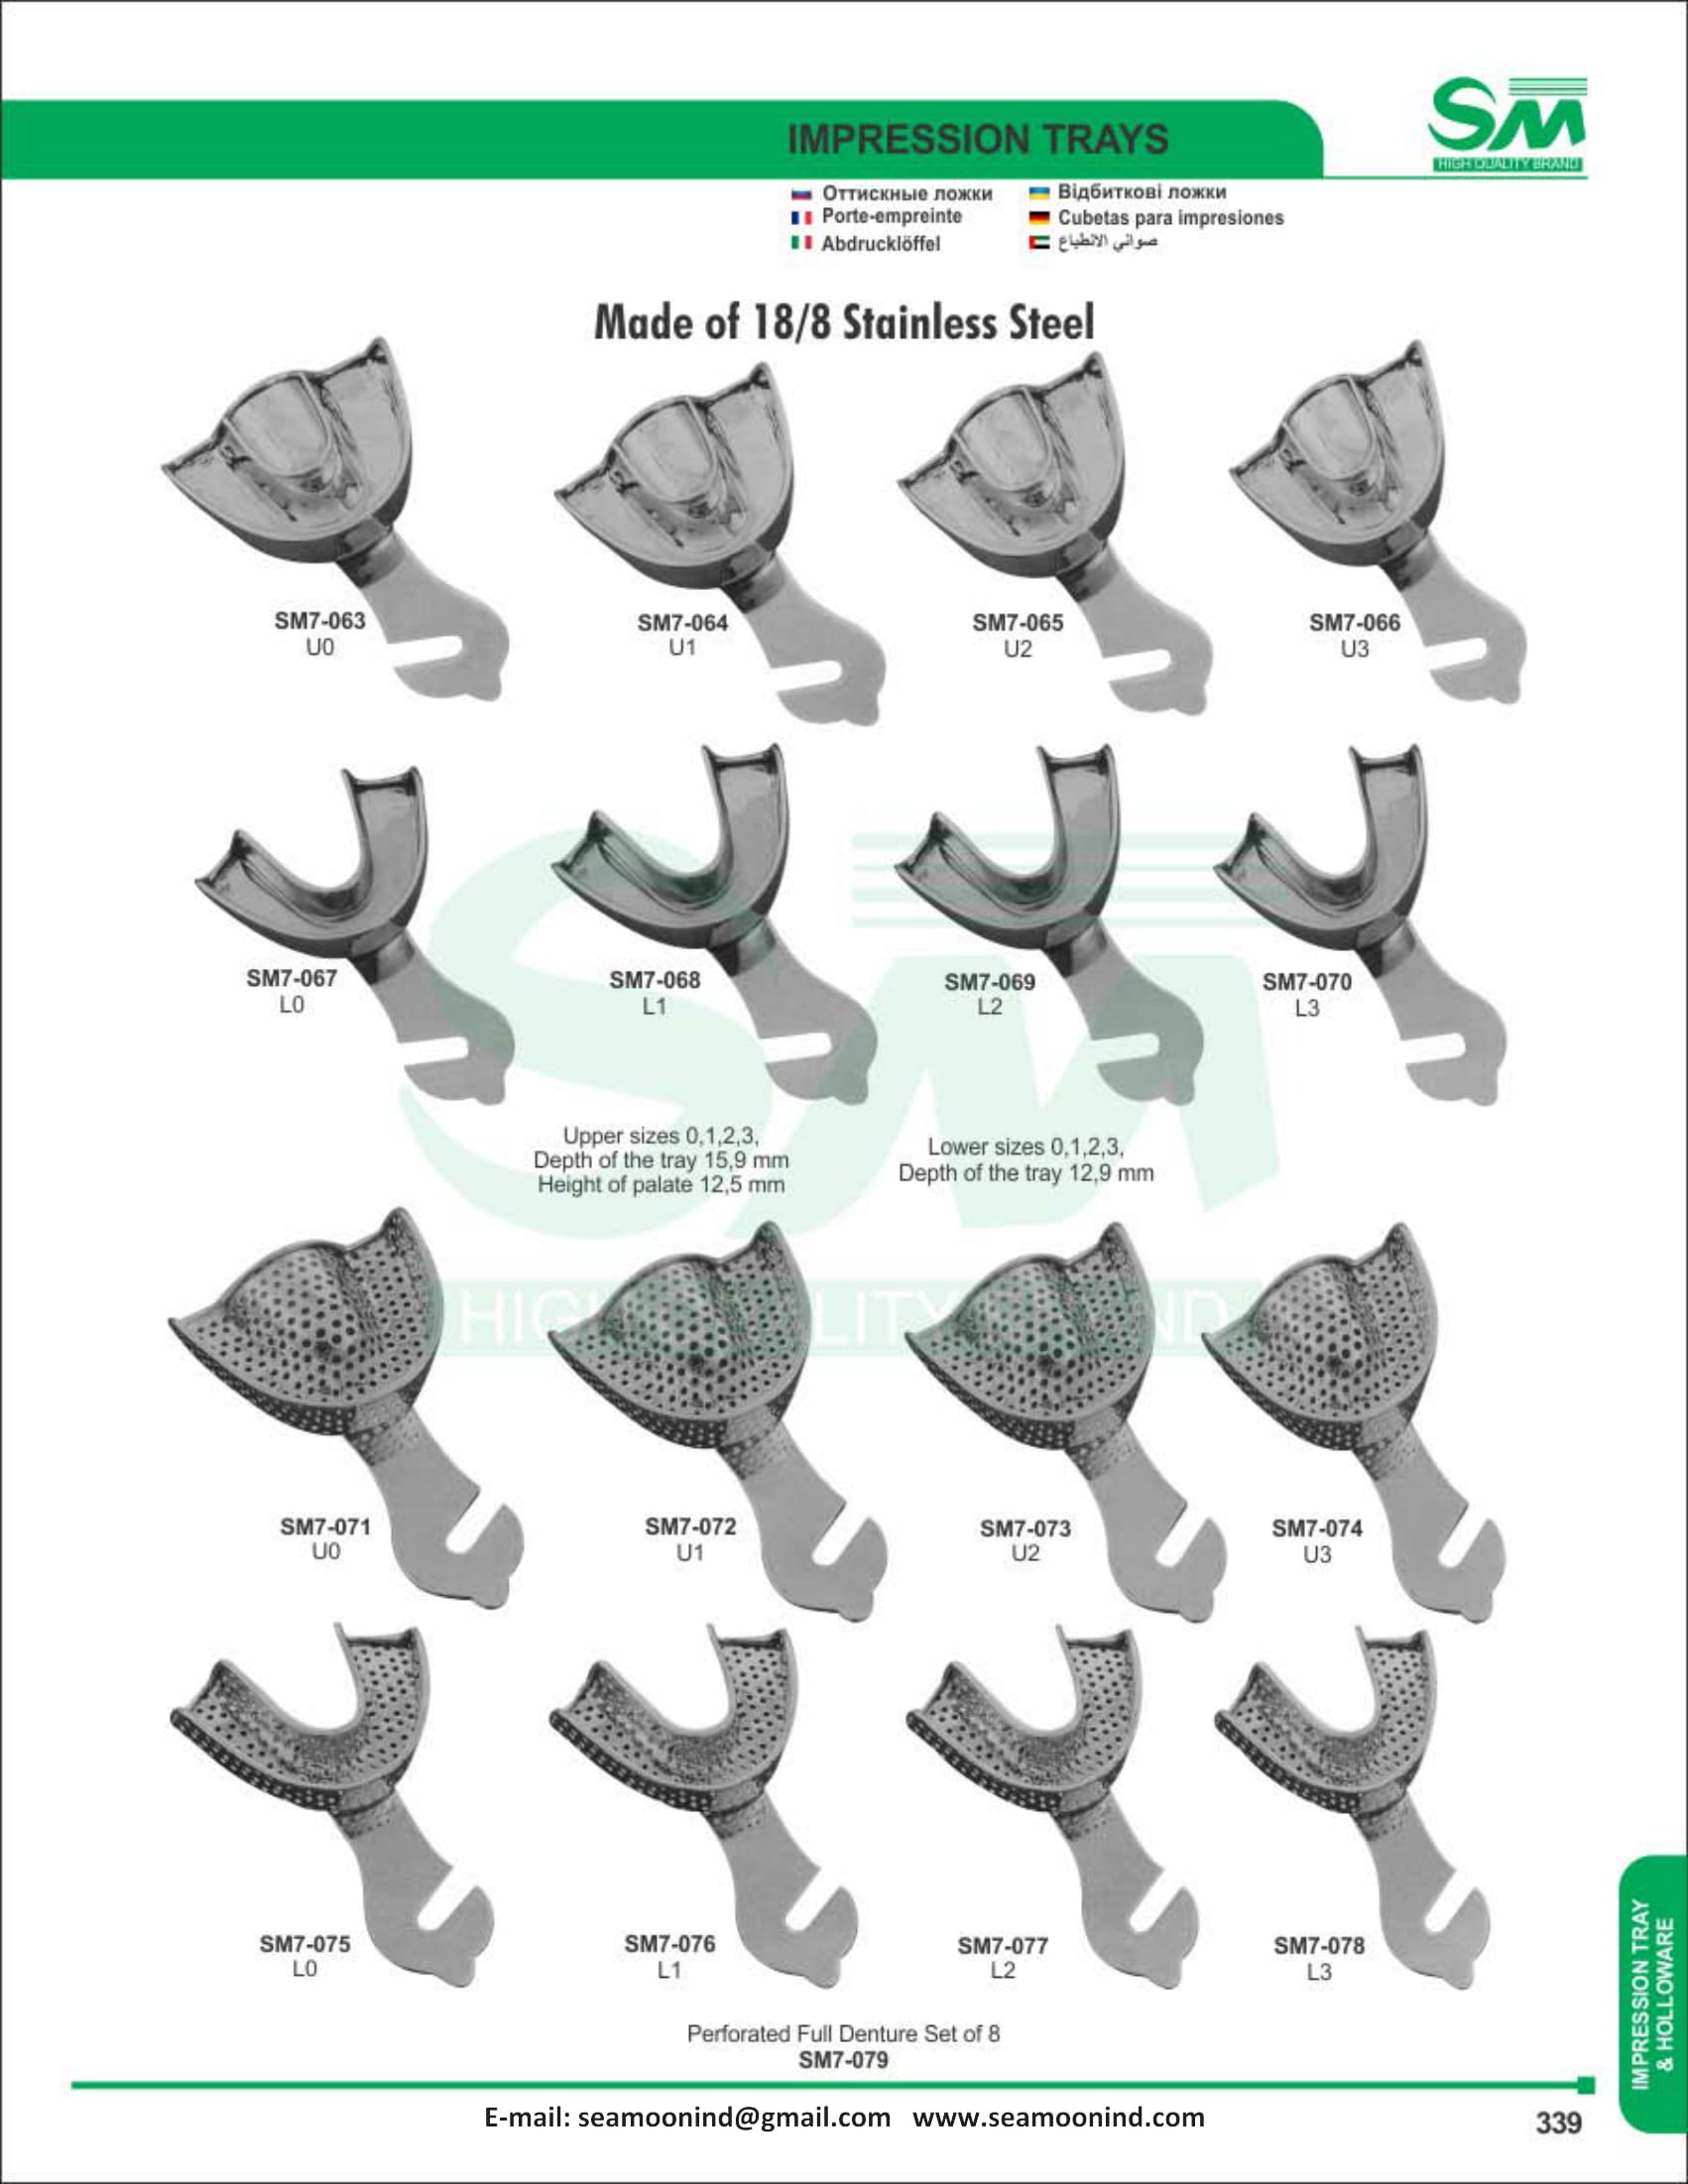 IMPRESSION TRAYS
SM
HIGH QUALITY BRAND
Оттискные ложки
Відбиткові ложки
Porte-empreinte
Cubetas para impresiones
Abdrucklöffel
صواني الانطباع
Made of 18/8 Stainless Steel
SM7-063
U0
SM7-064
U1
SM7-065
U2
SM7-066
U3
SM7-067
L0
SM7-068
L1
SM7-069
L2
SM7-070
L3
Upper sizes 0,1,2,3,
Depth of the tray 15,9 mm
Height of palate 12,5 mm
Lower sizes 0,1,2,3,
Depth of the tray 12,9 mm
SM
HIGH QUALITY BRAND
SM7-071
U0
SM7-072
U1
SM7-073
U2
SM7-074
U3
SM7-075
L0
SM7-076
L1
SM7-077
L2
SM7-078
L3
Perforated Full Denture Set of 8
SM7-079
IMPRESSION TRAY
& HOLLOWARE
E-mail: seamoonind@gmail.com www.seamoonind.com
339